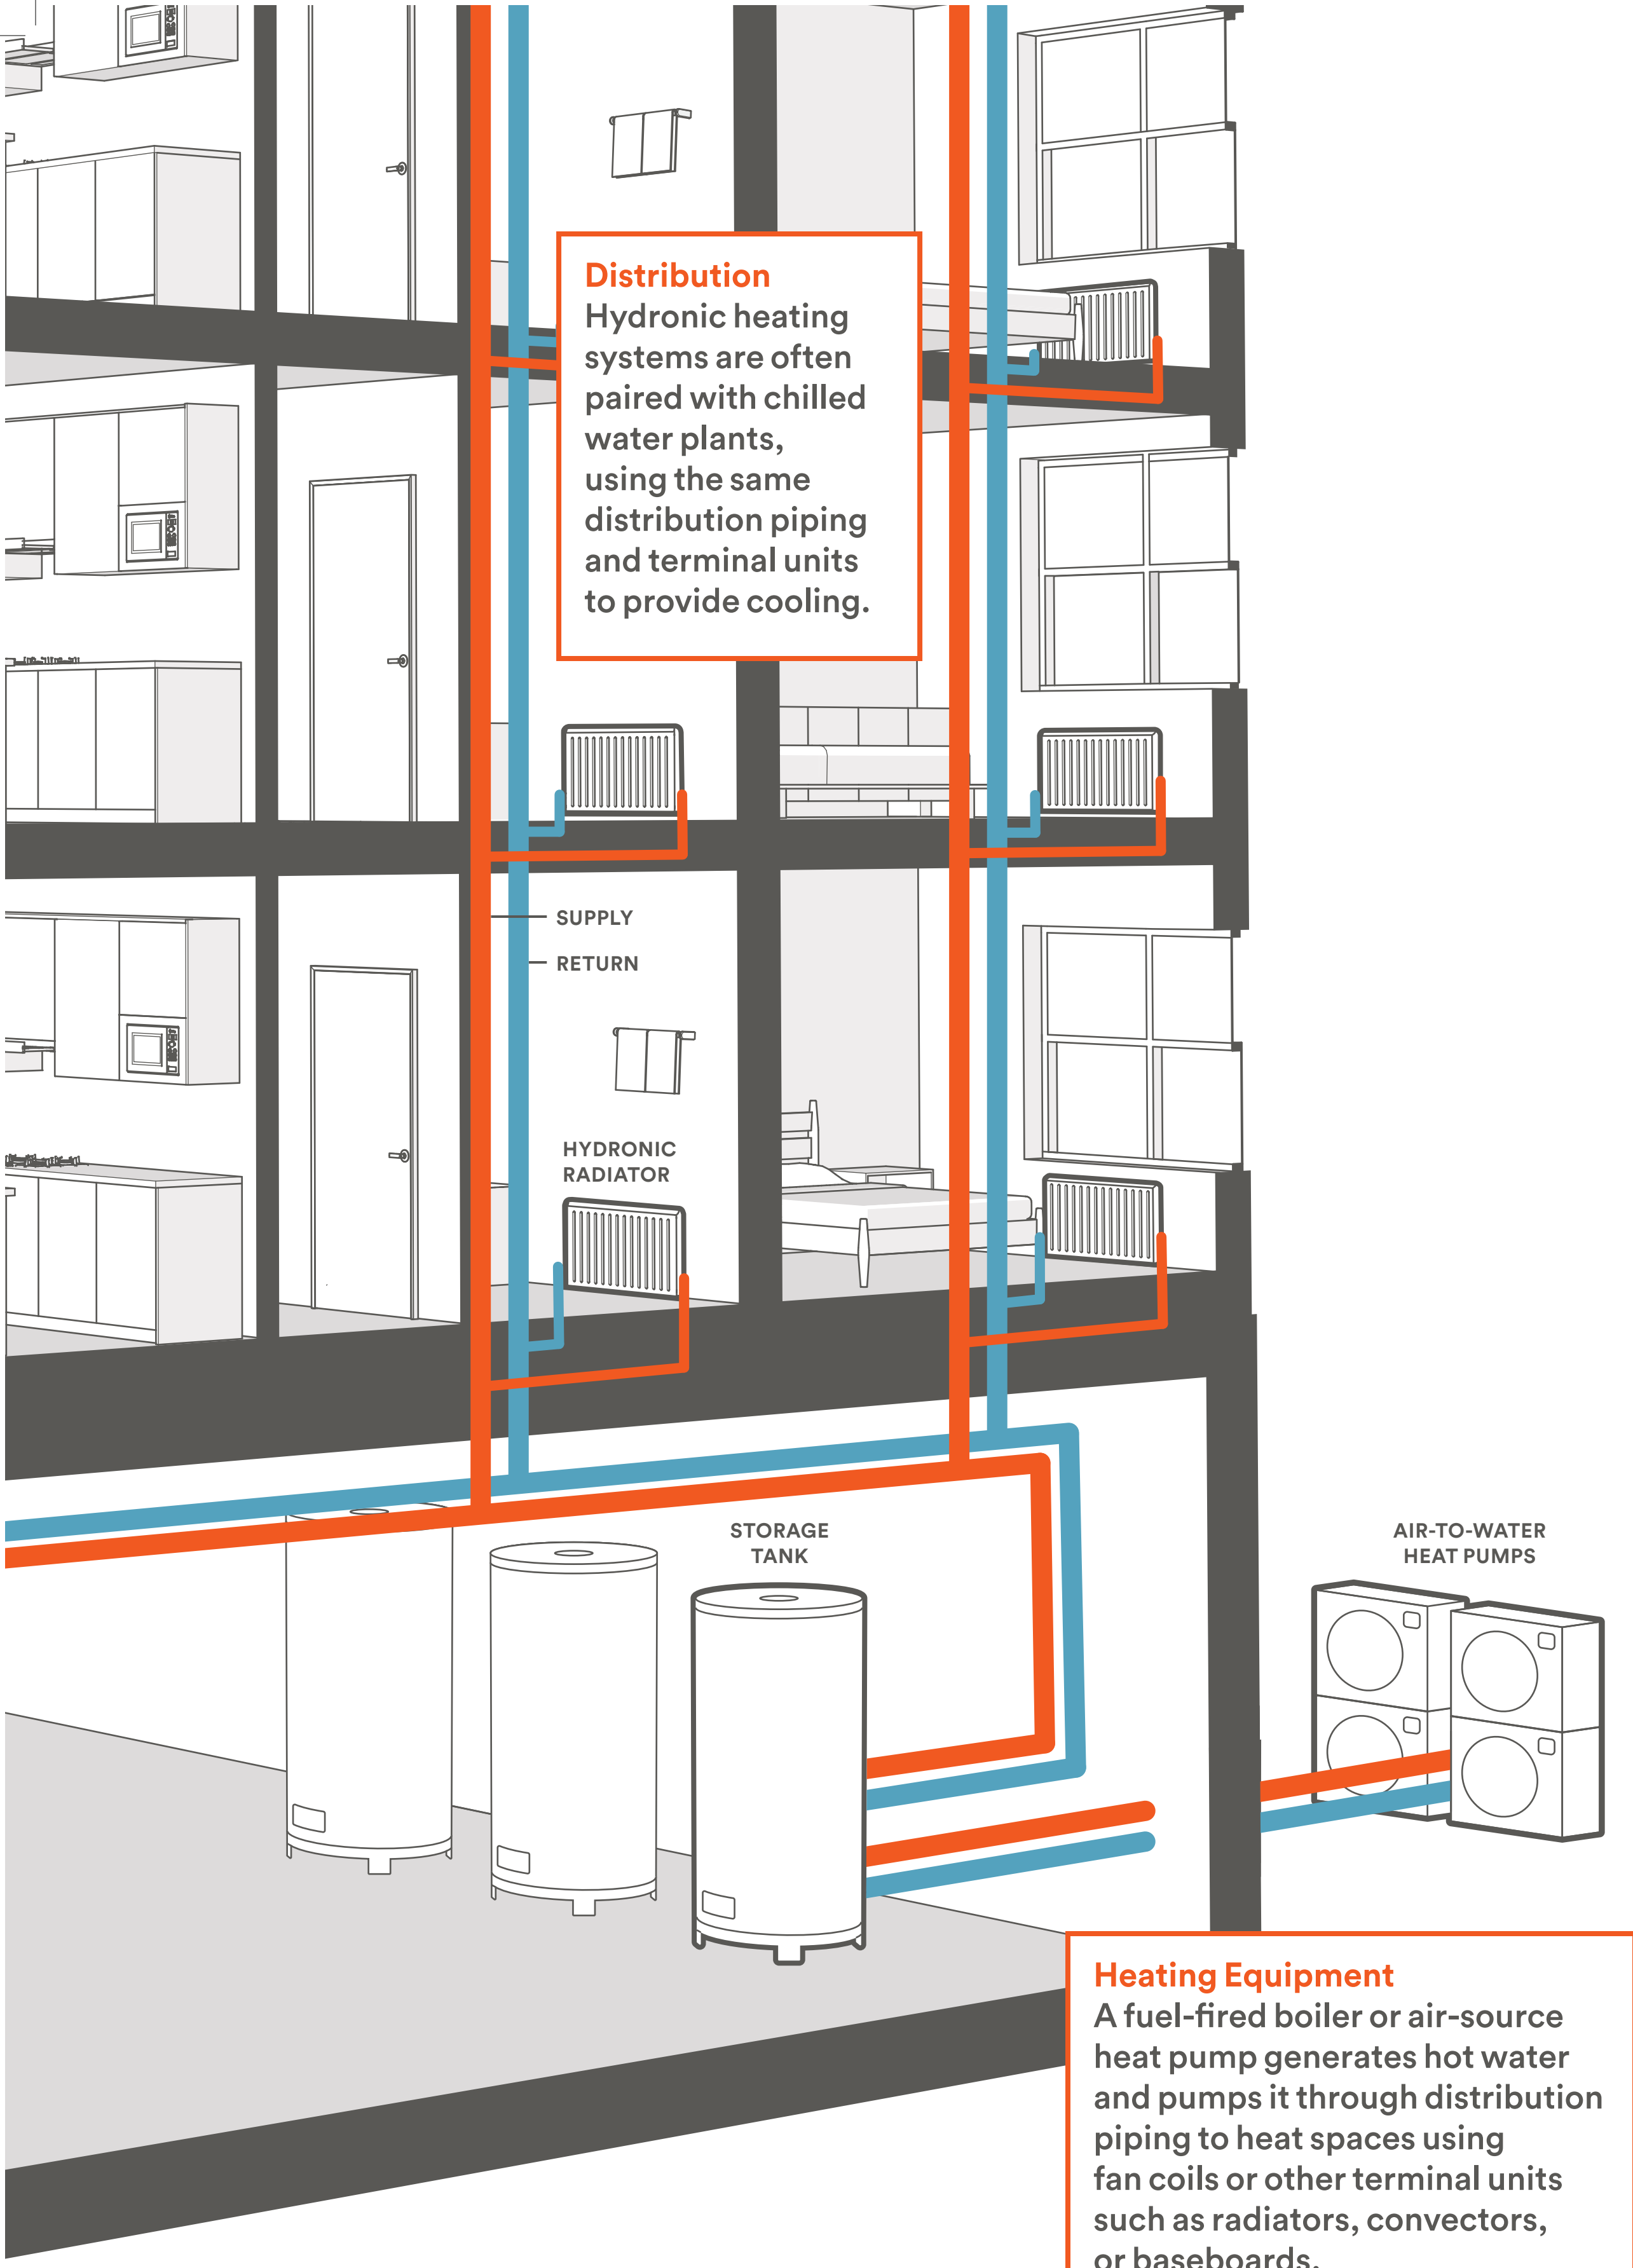 Distribution
Hydronic heating
systems are often
paired with chilled
water plants,
using the same
distribution piping
and terminal units
to provide cooling.
SUPPLY
RETURN
HYDRONIC
RADIATOR
STORAGE
TANK
AIR-TO-WATER
HEAT PUMPS
Heating Equipment
A fuel-fired boiler or air-source
heat pump generates hot water
and pumps it through distribution
piping to heat spaces using
fan coils or other terminal units
such as radiators, convectors,
or baseboards.